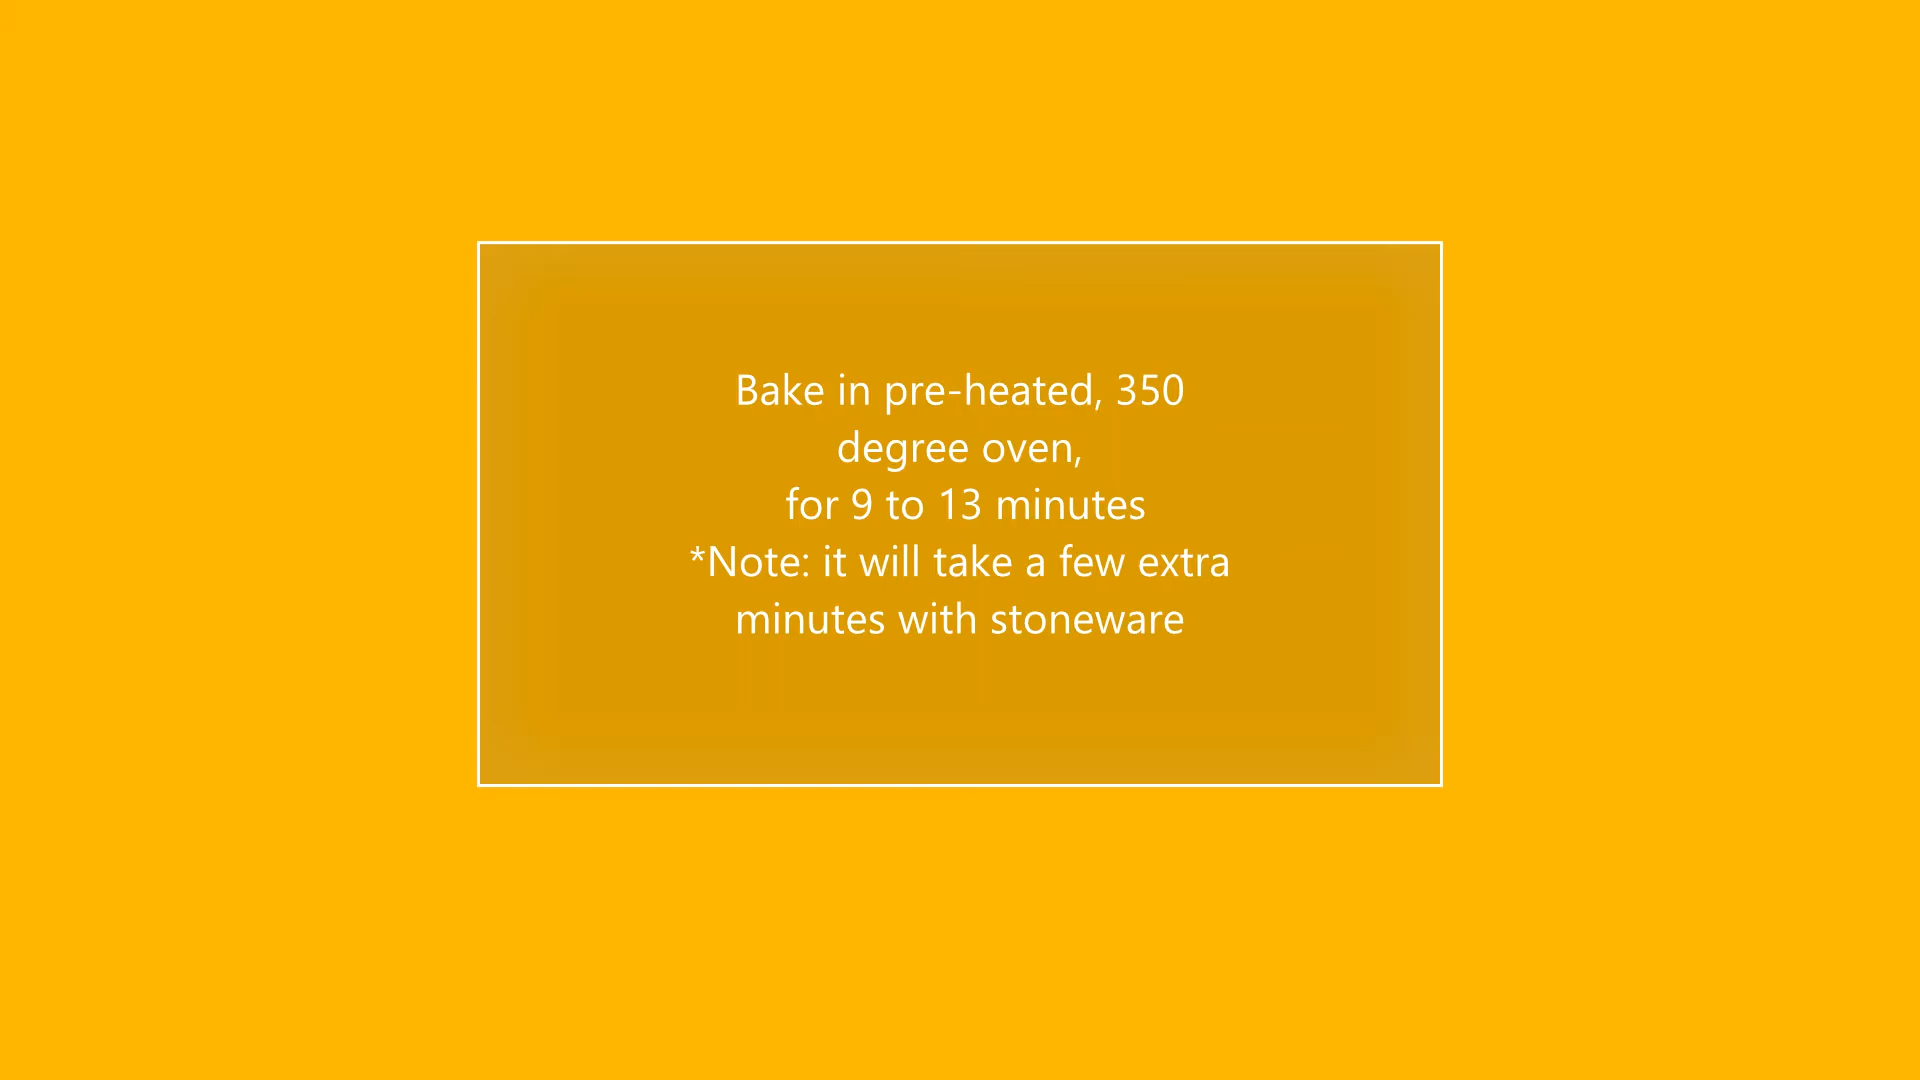 Bake in pre-heated, 350
degree oven,
for 9 to 13 minutes
*Note: it will take a few extra
minutes with stoneware